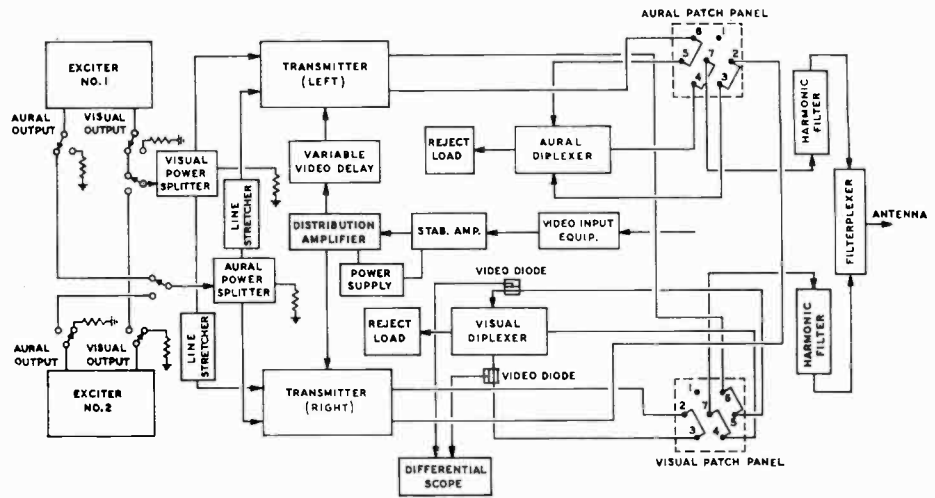 AURAL PATCH PANEL
6
1
5
7
2
4
3
EXCITER
NO.1
TRANSMITTER
(LEFT)
HARMONIC
FILTER
AURAL
OUTPUT
VISUAL
OUTPUT
VISUAL
POWER
SPLITTER
VARIABLE
VIDEO DELAY
REJECT
LOAD
AURAL
DIPLEXER
LINE
STRETCHER
DISTRIBUTION
AMPLIFIER
STAB. AMP.
VIDEO INPUT
EQUIP.
FILTERPLEXER
ANTENNA
AURAL
POWER
SPLITTER
POWER
SUPPLY
VIDEO DIODE
LINE
STRETCHER
REJECT
LOAD
VISUAL
DIPLEXER
HARMONIC
FILTER
AURAL
OUTPUT
VISUAL
OUTPUT
EXCITER
NO.2
TRANSMITTER
(RIGHT)
VIDEO DIODE
1
6
2
7
5
3
4
VISUAL PATCH PANEL
DIFFERENTIAL
SCOPE